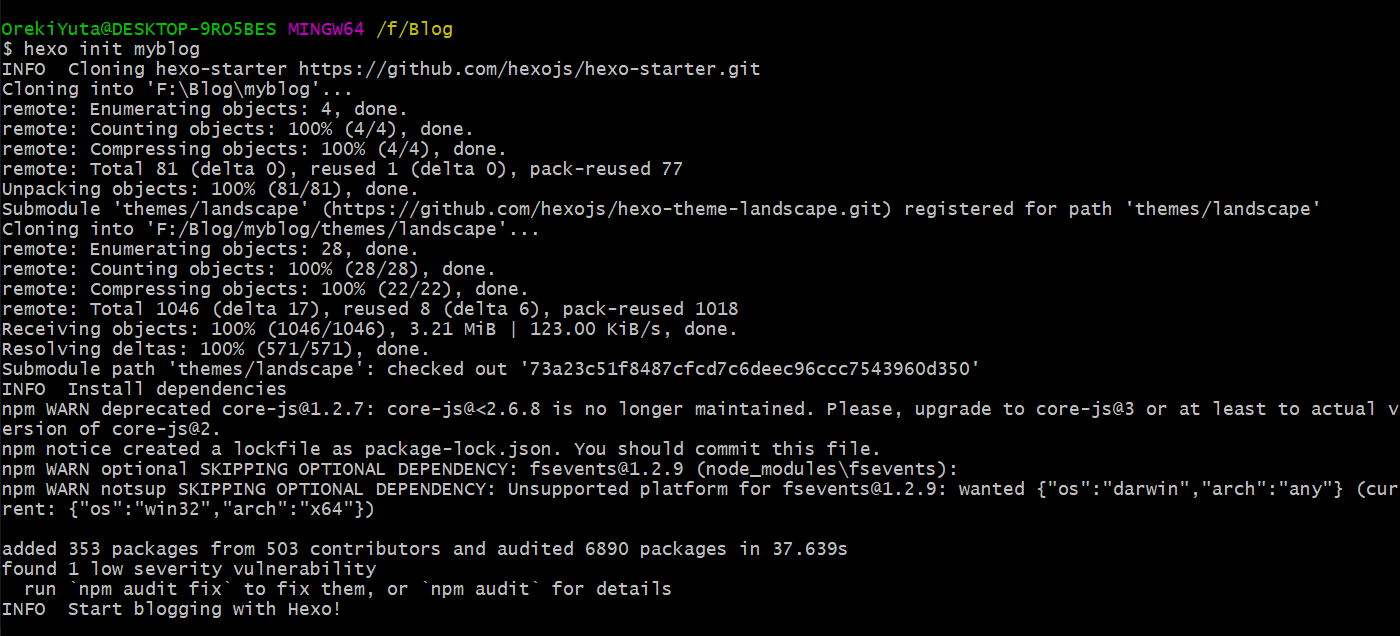 OrekiYuta@DESKTOP-9RO5BES MINGW64 /f/Blog
$ hexo init myblog
INFO  Cloning hexo-starter https://github.com/hexojs/hexo-starter.git
Cloning into 'F:\Blog\myblog'...
remote: Enumerating objects: 4, done.
remote: Counting objects: 100% (4/4), done.
remote: Compressing objects: 100% (4/4), done.
remote: Total 81 (delta 0), reused 1 (delta 0), pack-reused 77
Unpacking objects: 100% (81/81), done.
Submodule 'themes/landscape' (https://github.com/hexojs/hexo-theme-landscape.git) registered for path 'themes/landscape'
Cloning into 'F:/Blog/myblog/themes/landscape'...
remote: Enumerating objects: 28, done.
remote: Counting objects: 100% (28/28), done.
remote: Compressing objects: 100% (22/22), done.
remote: Total 1046 (delta 17), reused 8 (delta 6), pack-reused 1018
Receiving objects: 100% (1046/1046), 3.21 MiB | 123.00 KiB/s, done.
Resolving deltas: 100% (571/571), done.
Submodule path 'themes/landscape': checked out '73a23c51f8487cfcd7c6deec96ccc7543960d350'
INFO  Install dependencies
npm WARN deprecated core-js@1.2.7: core-js@<2.6.8 is no longer maintained. Please, upgrade to core-js@3 or at least to actual v
ersion of core-js@2.
npm notice created a lockfile as package-lock.json. You should commit this file.
npm WARN optional SKIPPING OPTIONAL DEPENDENCY: fsevents@1.2.9 (node_modules\fsevents):
npm WARN notsup SKIPPING OPTIONAL DEPENDENCY: Unsupported platform for fsevents@1.2.9: wanted {"os":"darwin","arch":"any"} (cur
rent: {"os":"win32","arch":"x64"})
added 353 packages from 503 contributors and audited 6890 packages in 37.639s
found 1 low severity vulnerability
  run `npm audit fix` to fix them, or `npm audit` for details
INFO  Start blogging with Hexo!